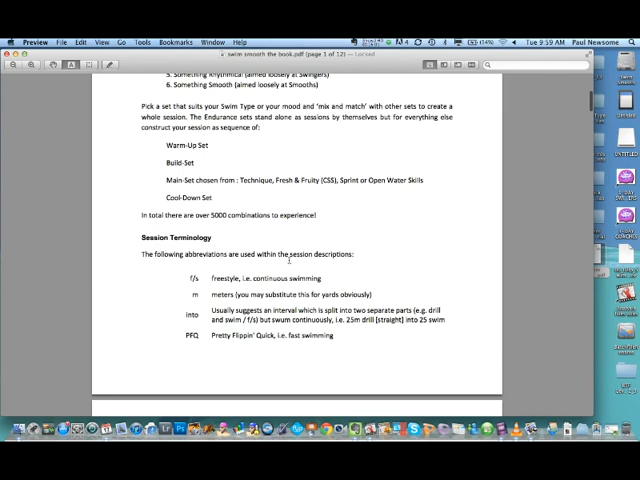 Preview File Edit View Go Tools Bookmarks Window Help
(14%) Tue 9:59 AM Paul Newsome
swim smooth the book.pdf (page 1 of 12) — Locked
5. Something Rhythmical (aimed loosely at Swingers)
6. Something Smooth (aimed loosely at Smooths)
Pick a set that suits your Swim Type or your mood and 'mix and match' with other sets to create a
whole session. The Endurance sets stand alone as sessions by themselves but for everything else
construct your session as sequence of:
Warm-Up Set
Build-Set
Main-Set chosen from : Technique, Fresh & Fruity (CSS), Sprint or Open Water Skills
Cool-Down Set
In total there are over 5000 combinations to experience!
Session Terminology
The following abbreviations are used within the session descriptions:
f/s freestyle, i.e. continuous swimming
m meters (you may substitute this for yards obviously)
into Usually suggests an interval which is split into two separate parts (e.g. drill
and swim / f/s) but swum continuously, i.e. 25m drill [straight] into 25 swim
PFQ Pretty Flippin' Quick, i.e. fast swimming
UNTITLED